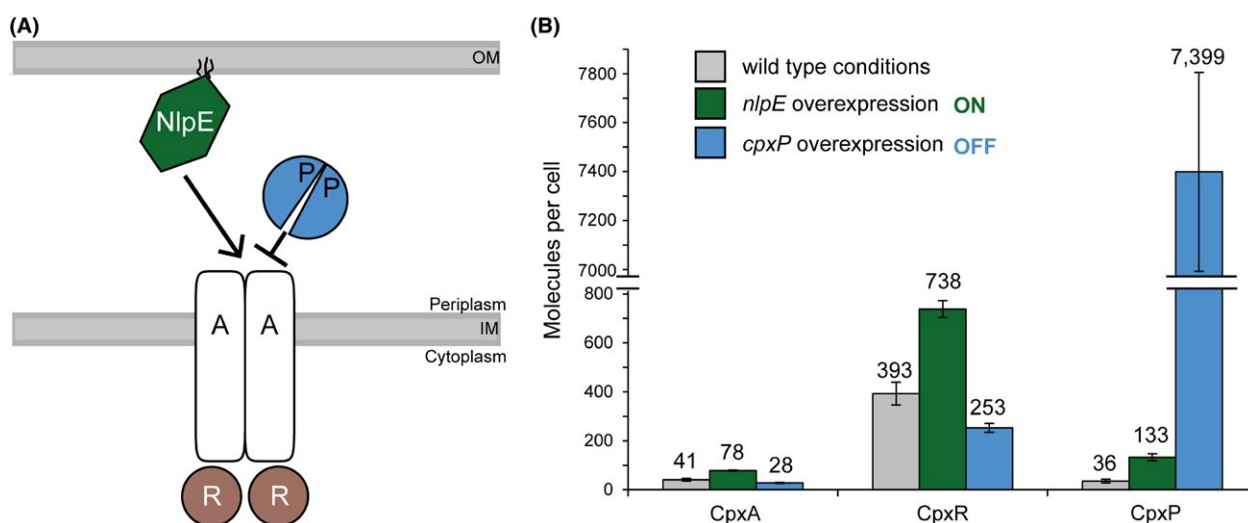 (A)
OM
NlpE
P
P
A A
Periplasm
IM
Cytoplasm
R R
(B)
Molecules per cell
7800
7600
7400
7200
7000
800
600
400
200
0
wild type conditions
nlpE overexpression ON
cpxP overexpression OFF
41
78
28
393
738
253
36
133
7,399
CpxA
CpxR
CpxP